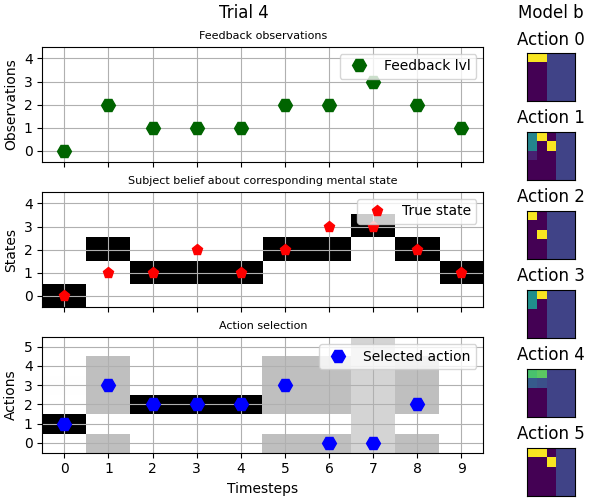 Trial 4
Model b
Feedback observations
Observations
4
3
2
1
0
Feedback lvl
Subject belief about corresponding mental state
States
4
3
2
1
0
True state
Action selection
Actions
5
4
3
2
1
0
Selected action
0 1 2 3 4 5 6 7 8 9
Timesteps
Action 0
Action 1
Action 2
Action 3
Action 4
Action 5